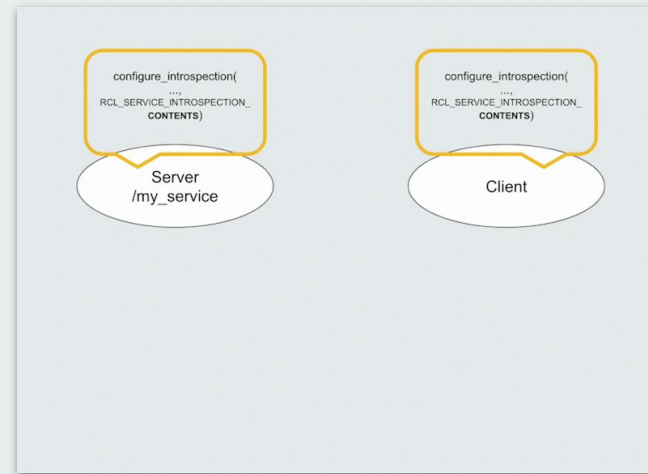 configure_introspection(
...,
RCL_SERVICE_INTROSPECTION_
CONTENTS)
Server
/my_service
configure_introspection(
...,
RCL_SERVICE_INTROSPECTION_
CONTENTS)
Client